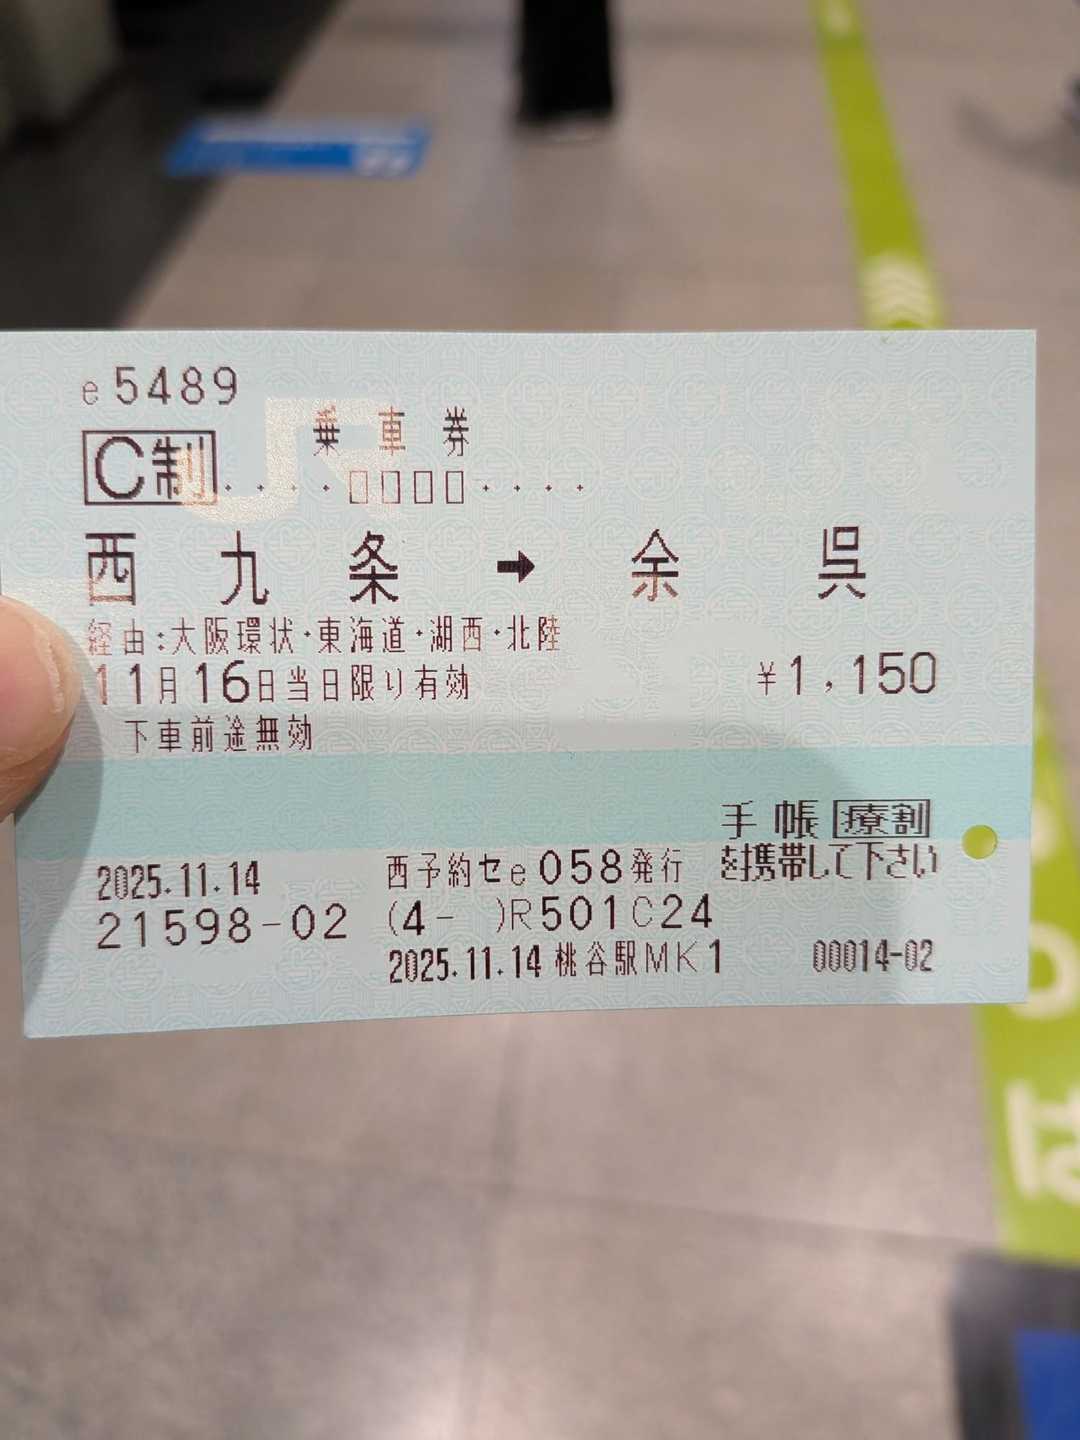 e5489
乗車券
C制 ‥‥□□□□‥‥
西九条 ➡ 余呉
経由:大阪環状・東海道・湖西・北陸
11月16日当日限り有効 ¥1,150
下車前途無効
手帳 療割
を携帯して下さい
2025.11.14 西予約セe058発行
21598-02 (4- )R501C24
2025.11.14 桃谷駅MK1 00014-02
は